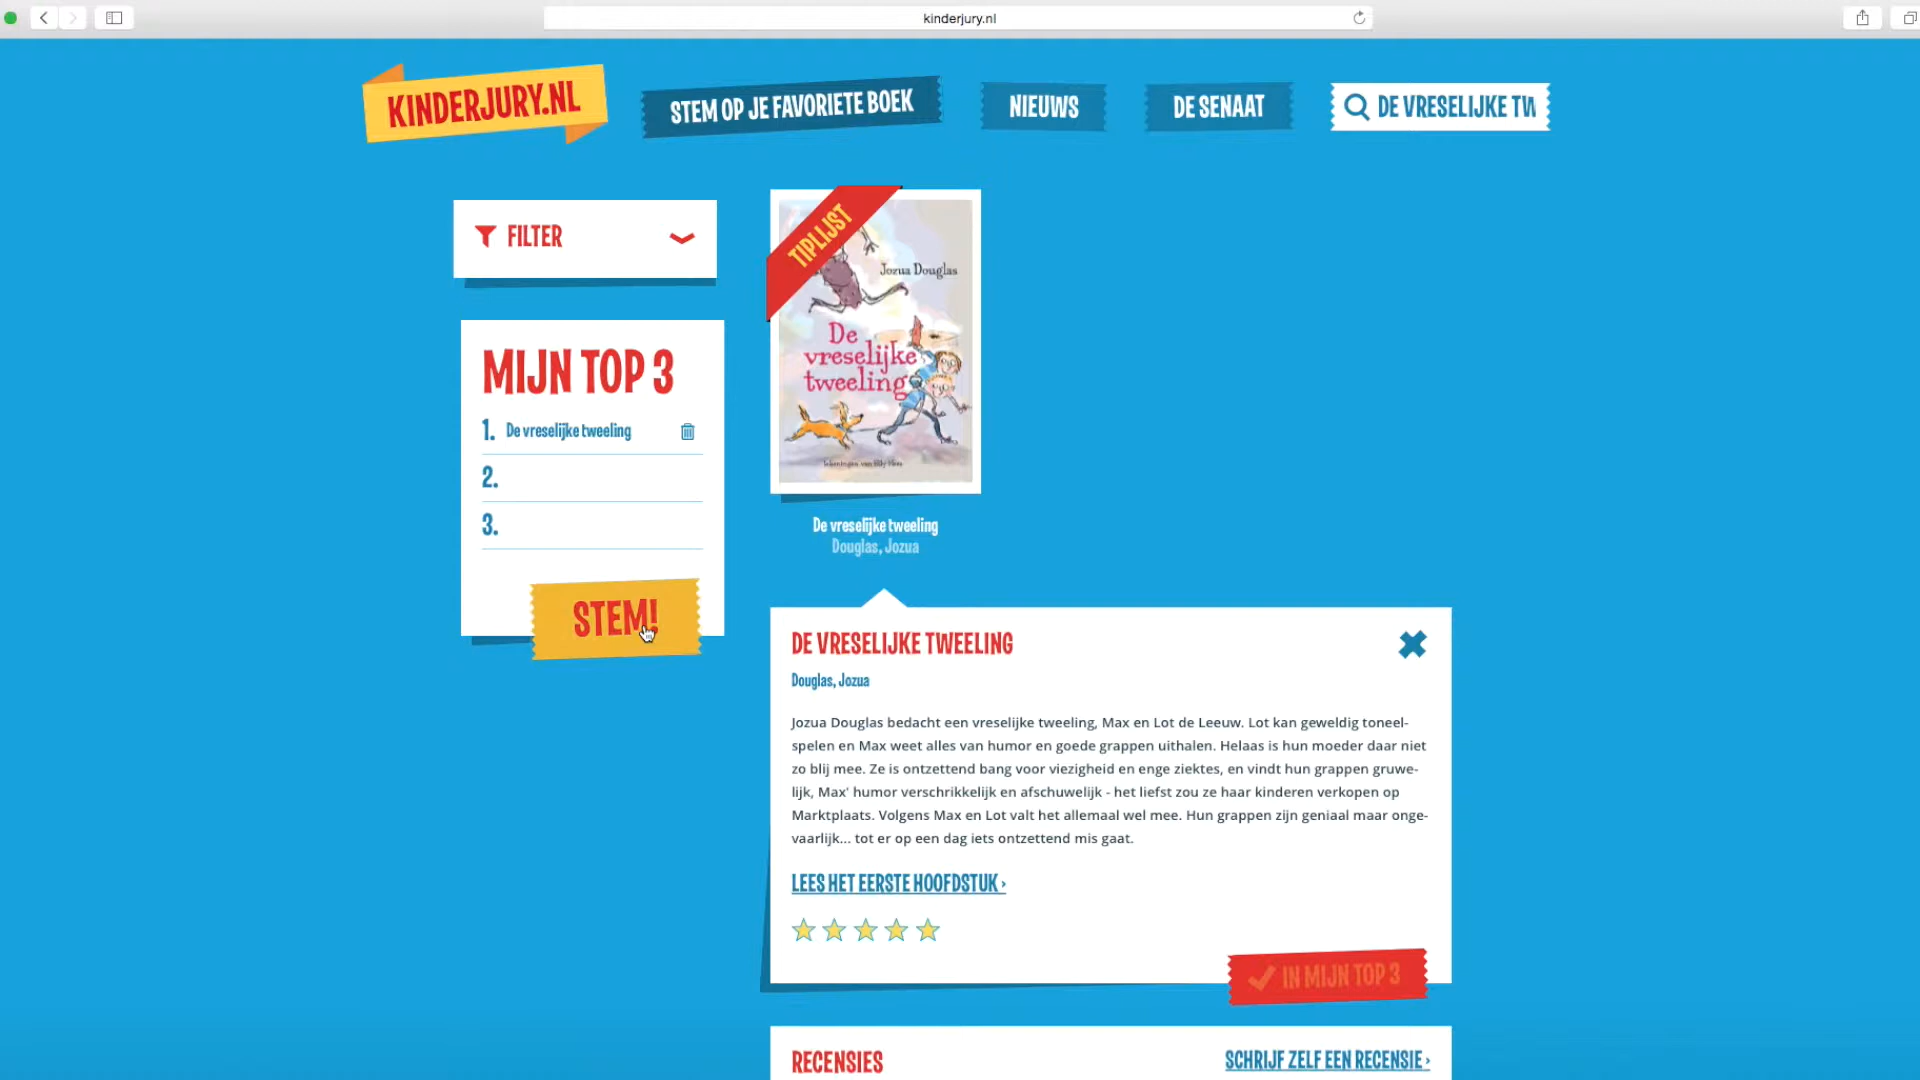 kinderjury.nl
KINDERJURY.NL
STEM OP JE FAVORIETE BOEK
NIEUWS
DE SENAAT
DE VRESELIJKE TW
FILTER
MIJN TOP 3
1. De vreselijke tweeling
2.
3.
STEM!
TIPLIJST
Jozua Douglas
De
vreselijke
tweeling
De vreselijke tweeling
Douglas, Jozua
DE VRESELIJKE TWEELING
Douglas, Jozua
Jozua Douglas bedacht een vreselijke tweeling, Max en Lot de Leeuw. Lot kan geweldig toneel-
spelen en Max weet alles van humor en goede grappen uithalen. Helaas is hun moeder daar niet
zo blij mee. Ze is ontzettend bang voor viezigheid en enge ziektes, en vindt hun grappen gruwe-
lijk, Max' humor verschrikkelijk en afschuwelijk - het liefst zou ze haar kinderen verkopen op
Marktplaats. Volgens Max en Lot valt het allemaal wel mee. Hun grappen zijn geniaal maar onge-
vaarlijk... tot er op een dag iets ontzettend mis gaat.
LEES HET EERSTE HOOFDSTUK ›
IN MIJN TOP 3
RECENSIES
SCHRIJF ZELF EEN RECENSIE ›